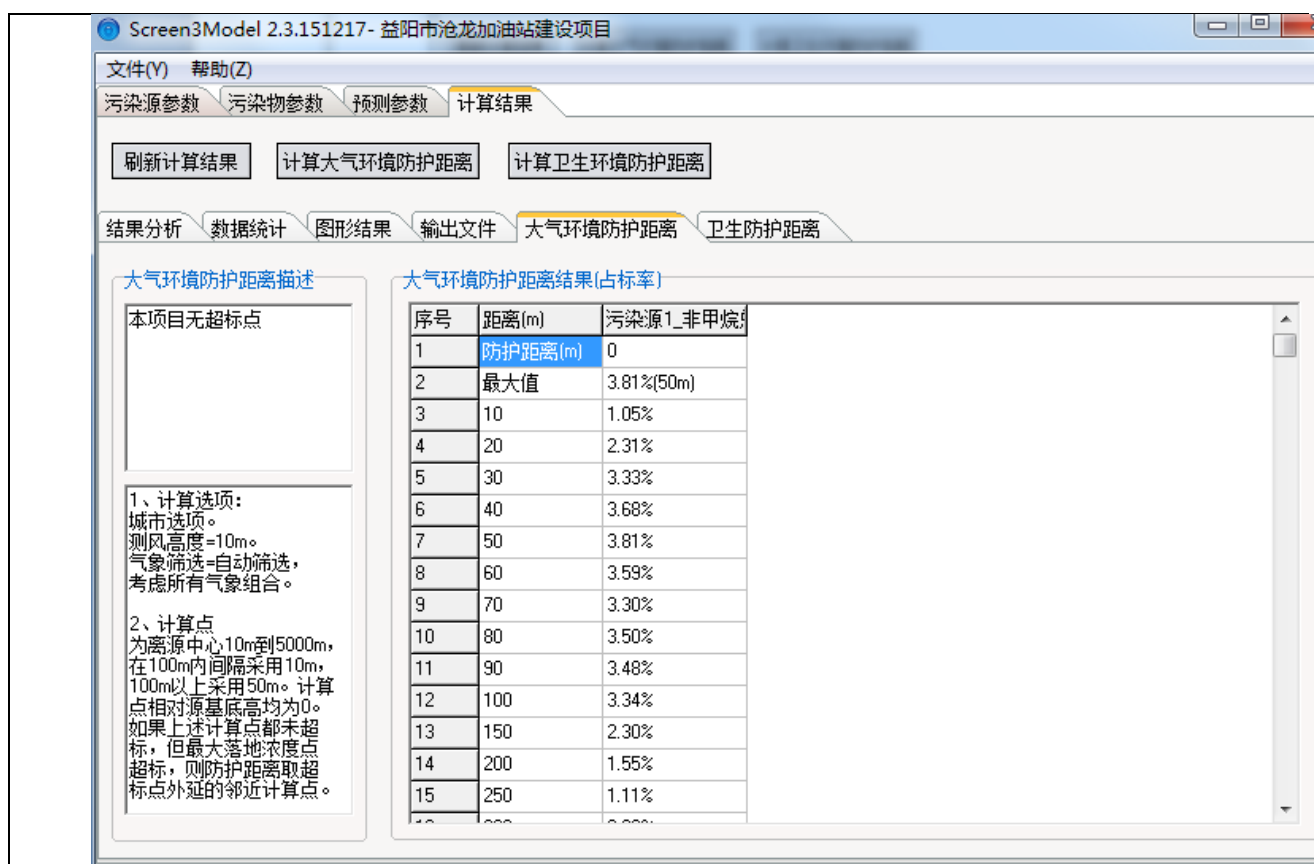 Screen3Model 2.3.151217- 益阳市沧龙加油站建设项目
文件(Y) 帮助(Z)
污染源参数 污染物参数 预测参数 计算结果
刷新计算结果 计算大气环境防护距离 计算卫生环境防护距离
结果分析 数据统计 图形结果 输出文件 大气环境防护距离 卫生防护距离
大气环境防护距离描述
本项目无超标点
1、计算选项:
城市选项。
测风高度=10m。
气象筛选=自动筛选,
考虑所有气象组合。
2、计算点
为离源中心10m到5000m,
在100m内间隔采用10m,
100m以上采用50m。计算
点相对源基底高均为0。
如果上述计算点都未超
标,但最大落地浓度点
超标,则防护距离取超
标点外延的邻近计算点。
大气环境防护距离结果(占标率)
序号 距离(m) 污染源1_非甲烷
1 防护距离(m) 0
2 最大值 3.81%(50m)
3 10 1.05%
4 20 2.31%
5 30 3.33%
6 40 3.68%
7 50 3.81%
8 60 3.59%
9 70 3.30%
10 80 3.50%
11 90 3.48%
12 100 3.34%
13 150 2.30%
14 200 1.55%
15 250 1.11%